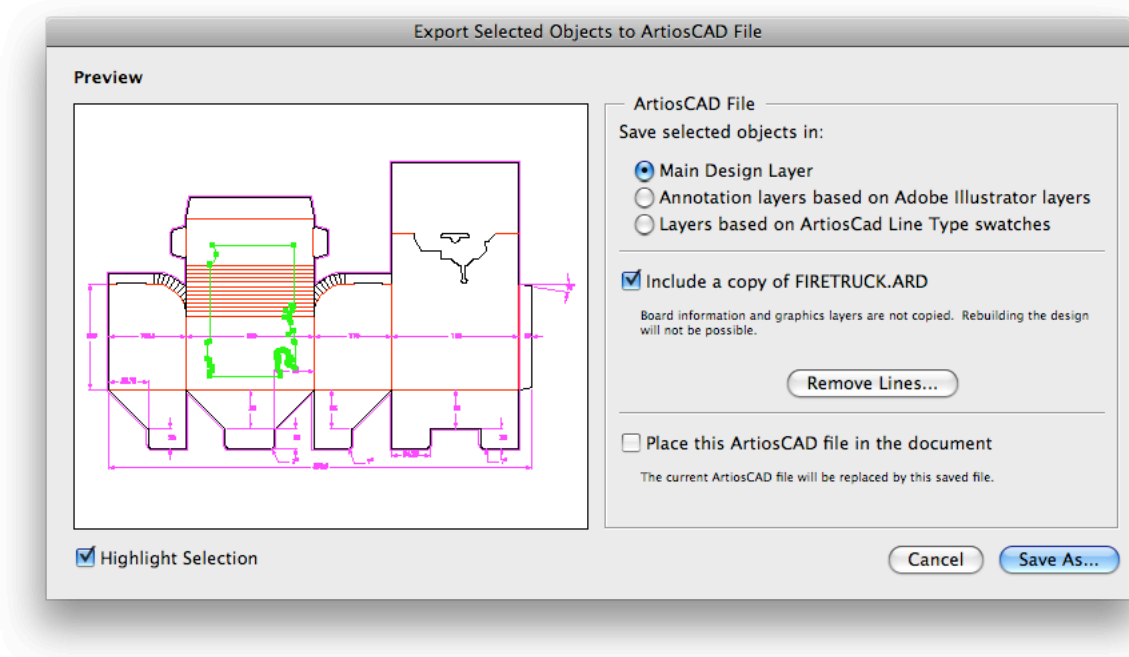 Export Selected Objects to ArtiosCAD File
Preview
ArtiosCAD File
Save selected objects in:
Main Design Layer
Annotation layers based on Adobe Illustrator layers
Layers based on ArtiosCad Line Type swatches
Include a copy of FIRETRUCK.ARD
Board information and graphics layers are not copied. Rebuilding the design
will not be possible.
Remove Lines...
Place this ArtiosCAD file in the document
The current ArtiosCAD file will be replaced by this saved file.
Highlight Selection
Cancel
Save As...